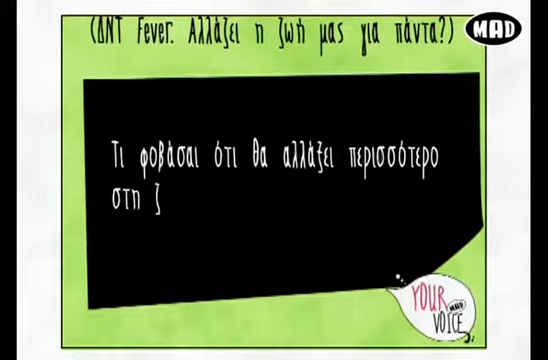 (ΔΝΤ Fever. Αλλάζει η ζωή μας για πάντα?)
MAD
Τι φοβάσαι ότι θα αλλάξει περισσότερο
στη ζ
YOUR
MAD
VOICE